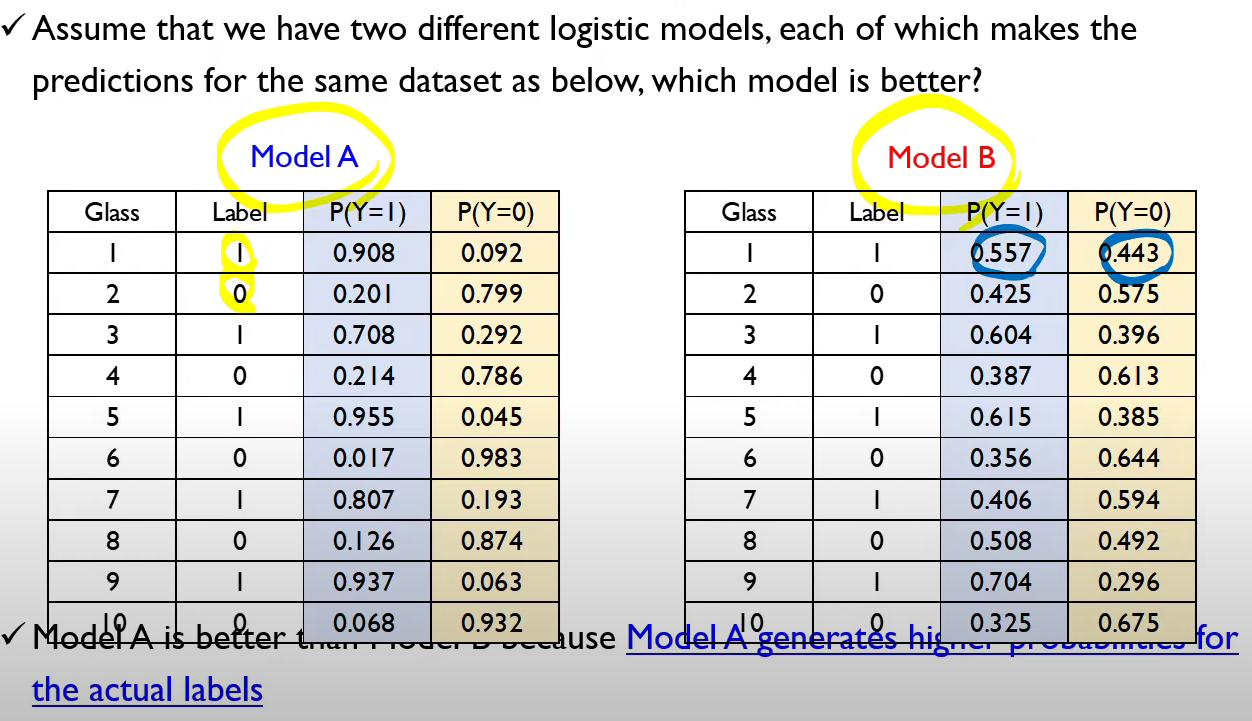 ✓ Assume that we have two different logistic models, each of which makes the
predictions for the same dataset as below, which model is better?
Model A
Glass Label P(Y=1) P(Y=0)
1 1 0.908 0.092
2 0 0.201 0.799
3 1 0.708 0.292
4 0 0.214 0.786
5 1 0.955 0.045
6 0 0.017 0.983
7 1 0.807 0.193
8 0 0.126 0.874
9 1 0.937 0.063
10 0 0.068 0.932
Model B
Glass Label P(Y=1) P(Y=0)
1 1 0.557 0.443
2 0 0.425 0.575
3 1 0.604 0.396
4 0 0.387 0.613
5 1 0.615 0.385
6 0 0.356 0.644
7 1 0.406 0.594
8 0 0.508 0.492
9 1 0.704 0.296
10 0 0.325 0.675
✓ Model A is better than Model B because Model A generates higher probabilities for
the actual labels